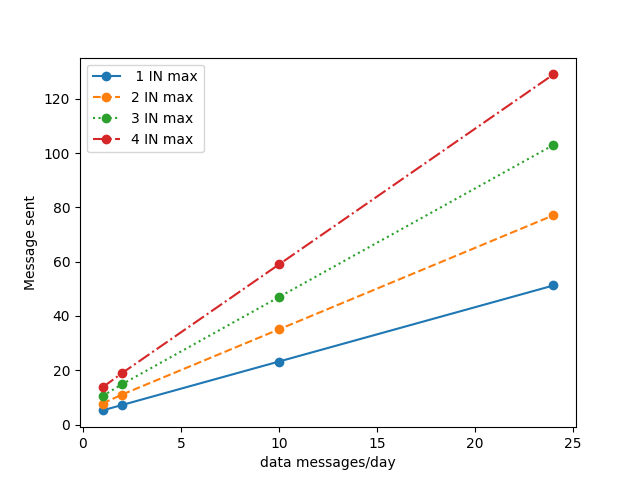 1 IN max
2 IN max
3 IN max
4 IN max
Message sent
120
100
80
60
40
20
0
0 5 10 15 20 25
data messages/day